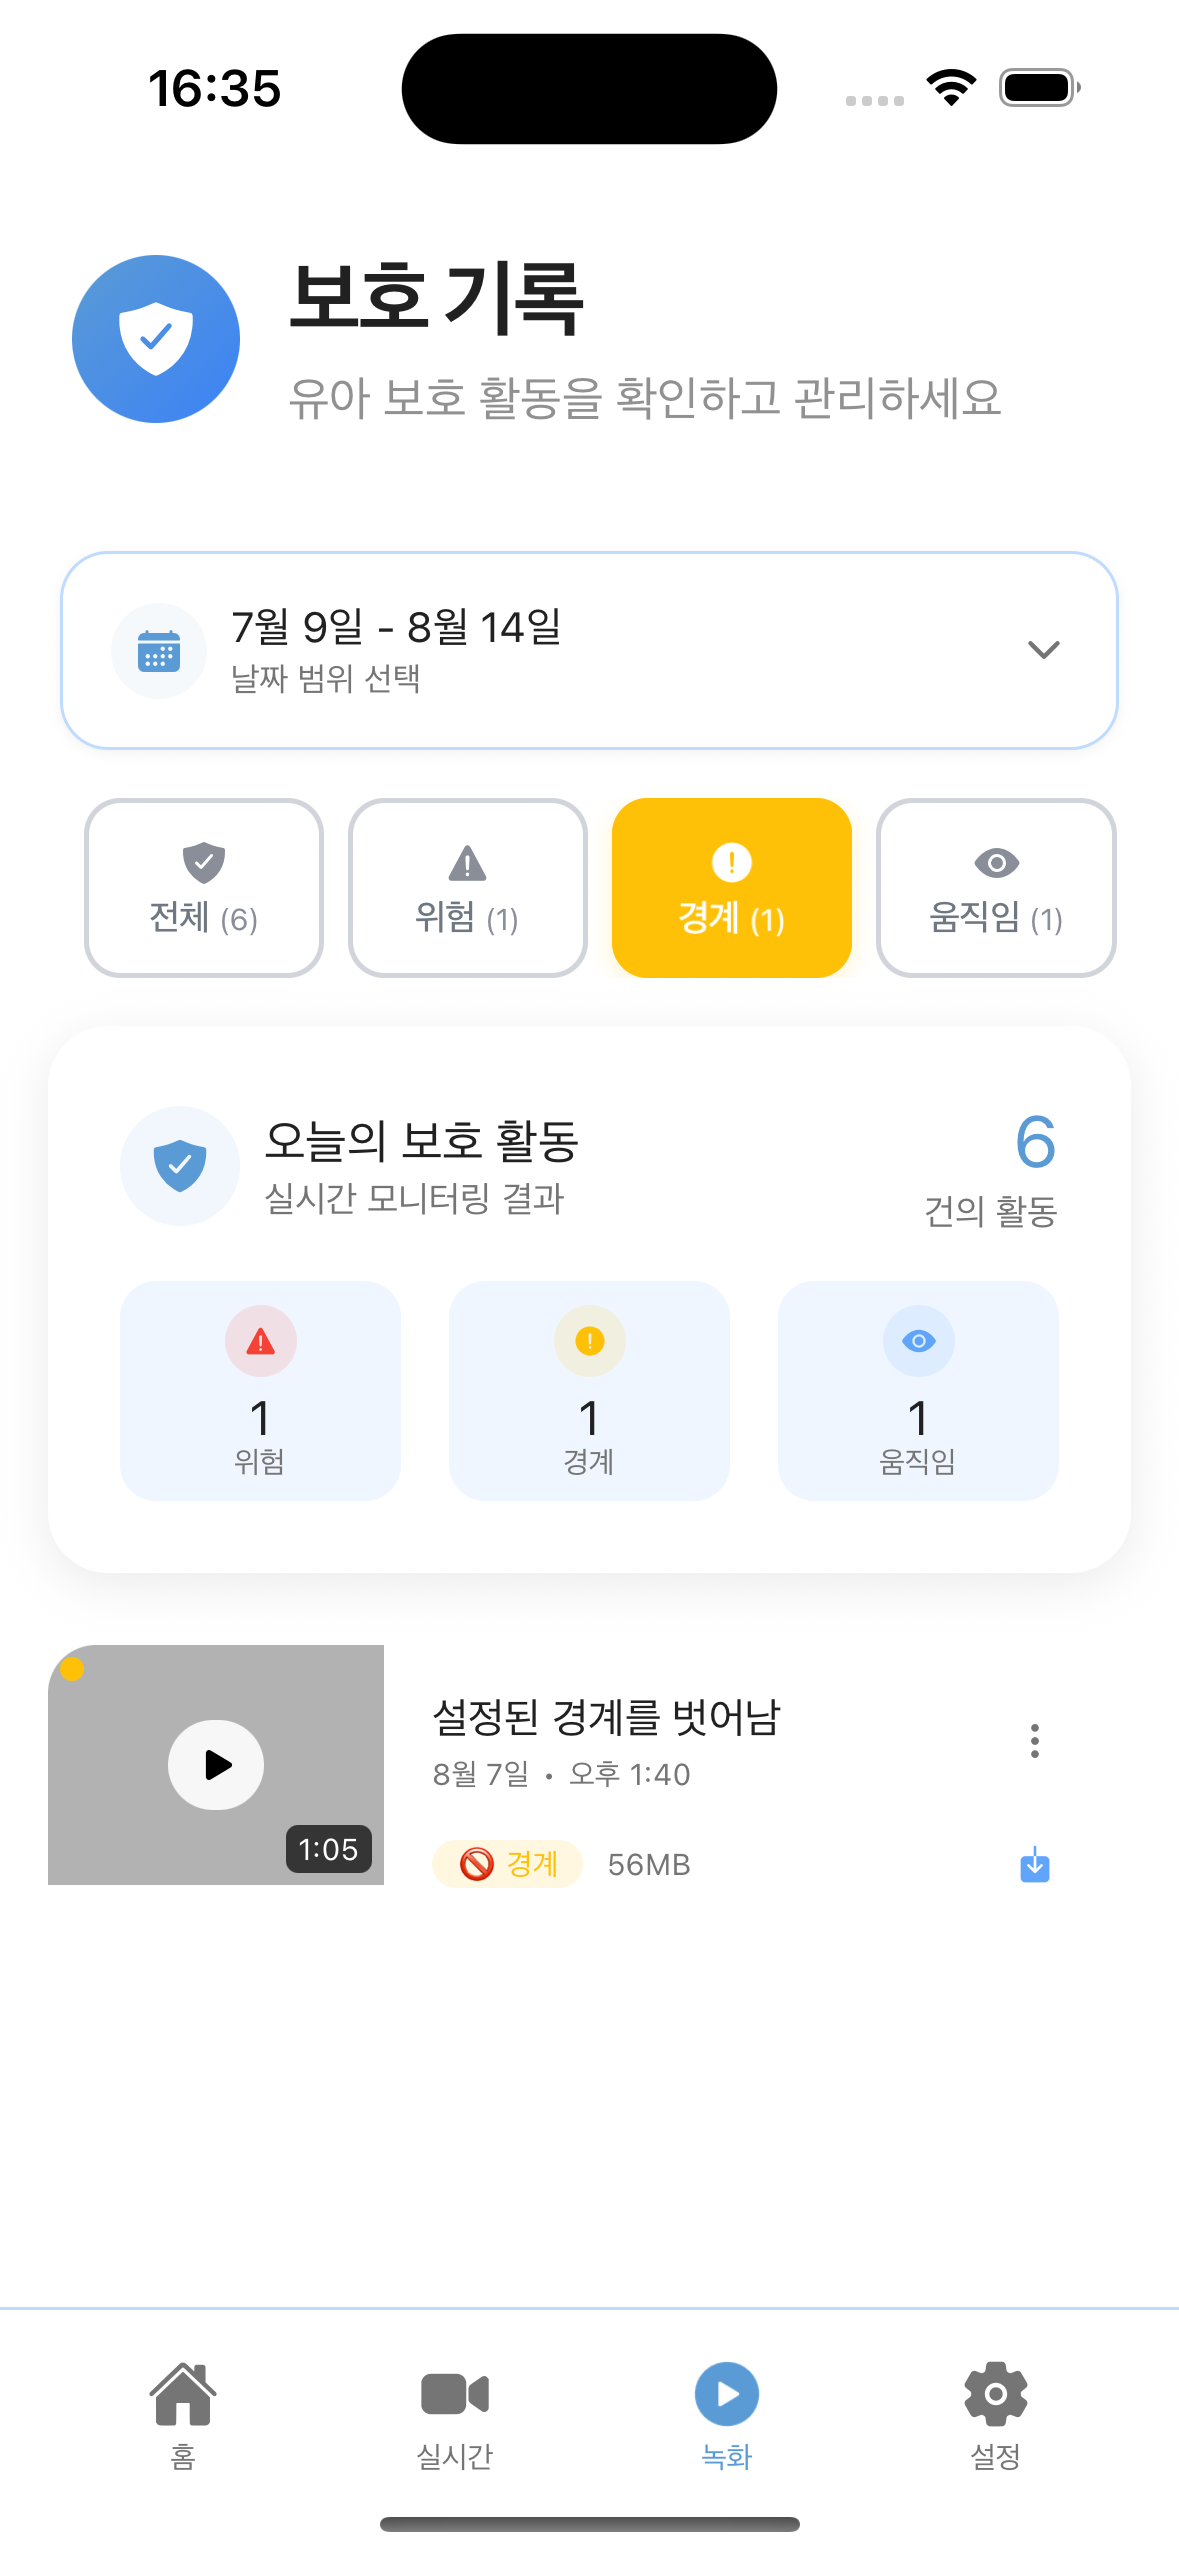 16:35
보호 기록
유아 보호 활동을 확인하고 관리하세요
7월 9일 - 8월 14일
날짜 범위 선택
전체 (6)
위험 (1)
경계 (1)
움직임 (1)
오늘의 보호 활동
실시간 모니터링 결과
6
건의 활동
1
위험
1
경계
1
움직임
1:05
설정된 경계를 벗어남
8월 7일 • 오후 1:40
🚫 경계
56MB
홈
실시간
녹화
설정